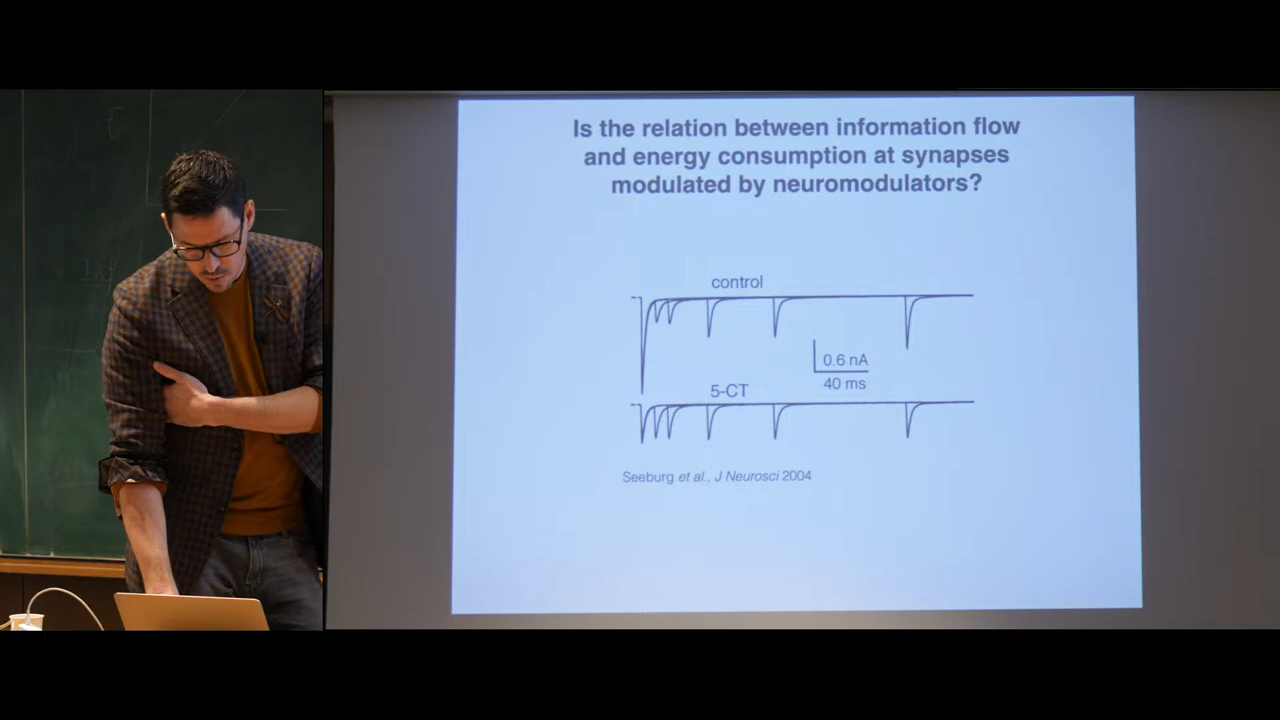 Is the relation between information flow
and energy consumption at synapses
modulated by neuromodulators?
control
0.6 nA
40 ms
5-CT
Seeburg et al., J Neurosci 2004